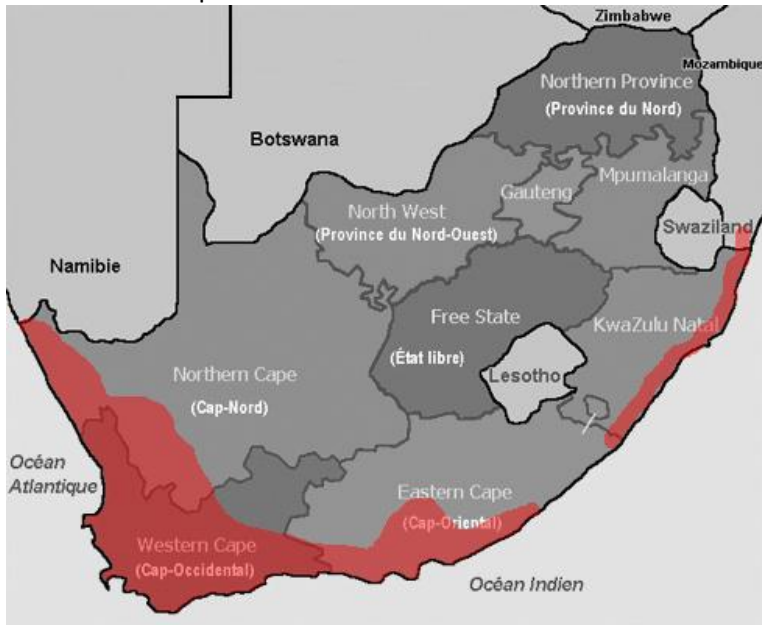 Zimbabwe
Mozambique
Northern Province
(Province du Nord)
Botswana
Mpumalanga
Gauteng
North West
(Province du Nord-Ouest)
Swaziland
Namibie
Free State
KwaZulu Natal
(État libre)
Lesotho
Northern Cape
(Cap-Nord)
Océan
Atlantique
Eastern Cape
(Cap-Oriental)
Western Cape
(Cap-Occidental)
Océan Indien